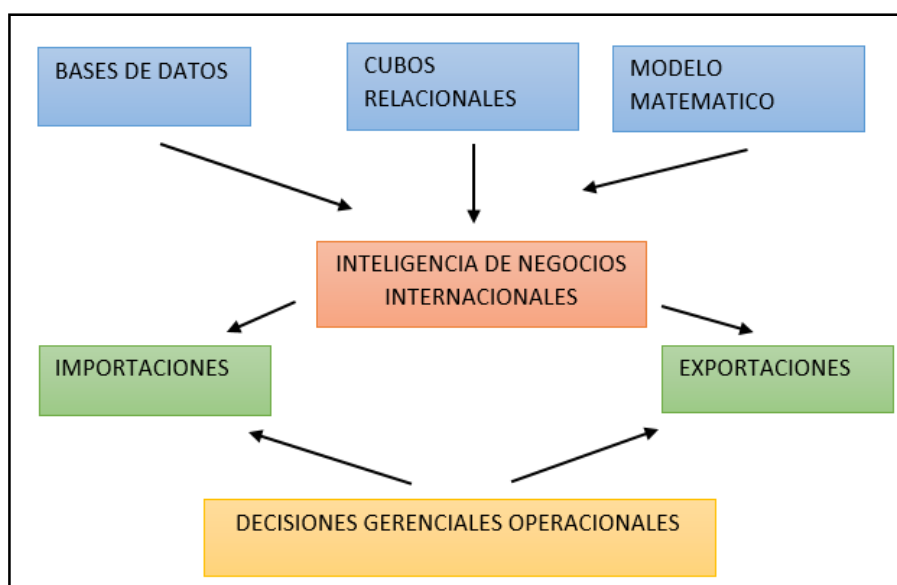 BASES DE DATOS
CUBOS
RELACIONALES
MODELO
MATEMATICO
INTELIGENCIA DE NEGOCIOS
INTERNACIONALES
IMPORTACIONES
EXPORTACIONES
DECISIONES GERENCIALES OPERACIONALES